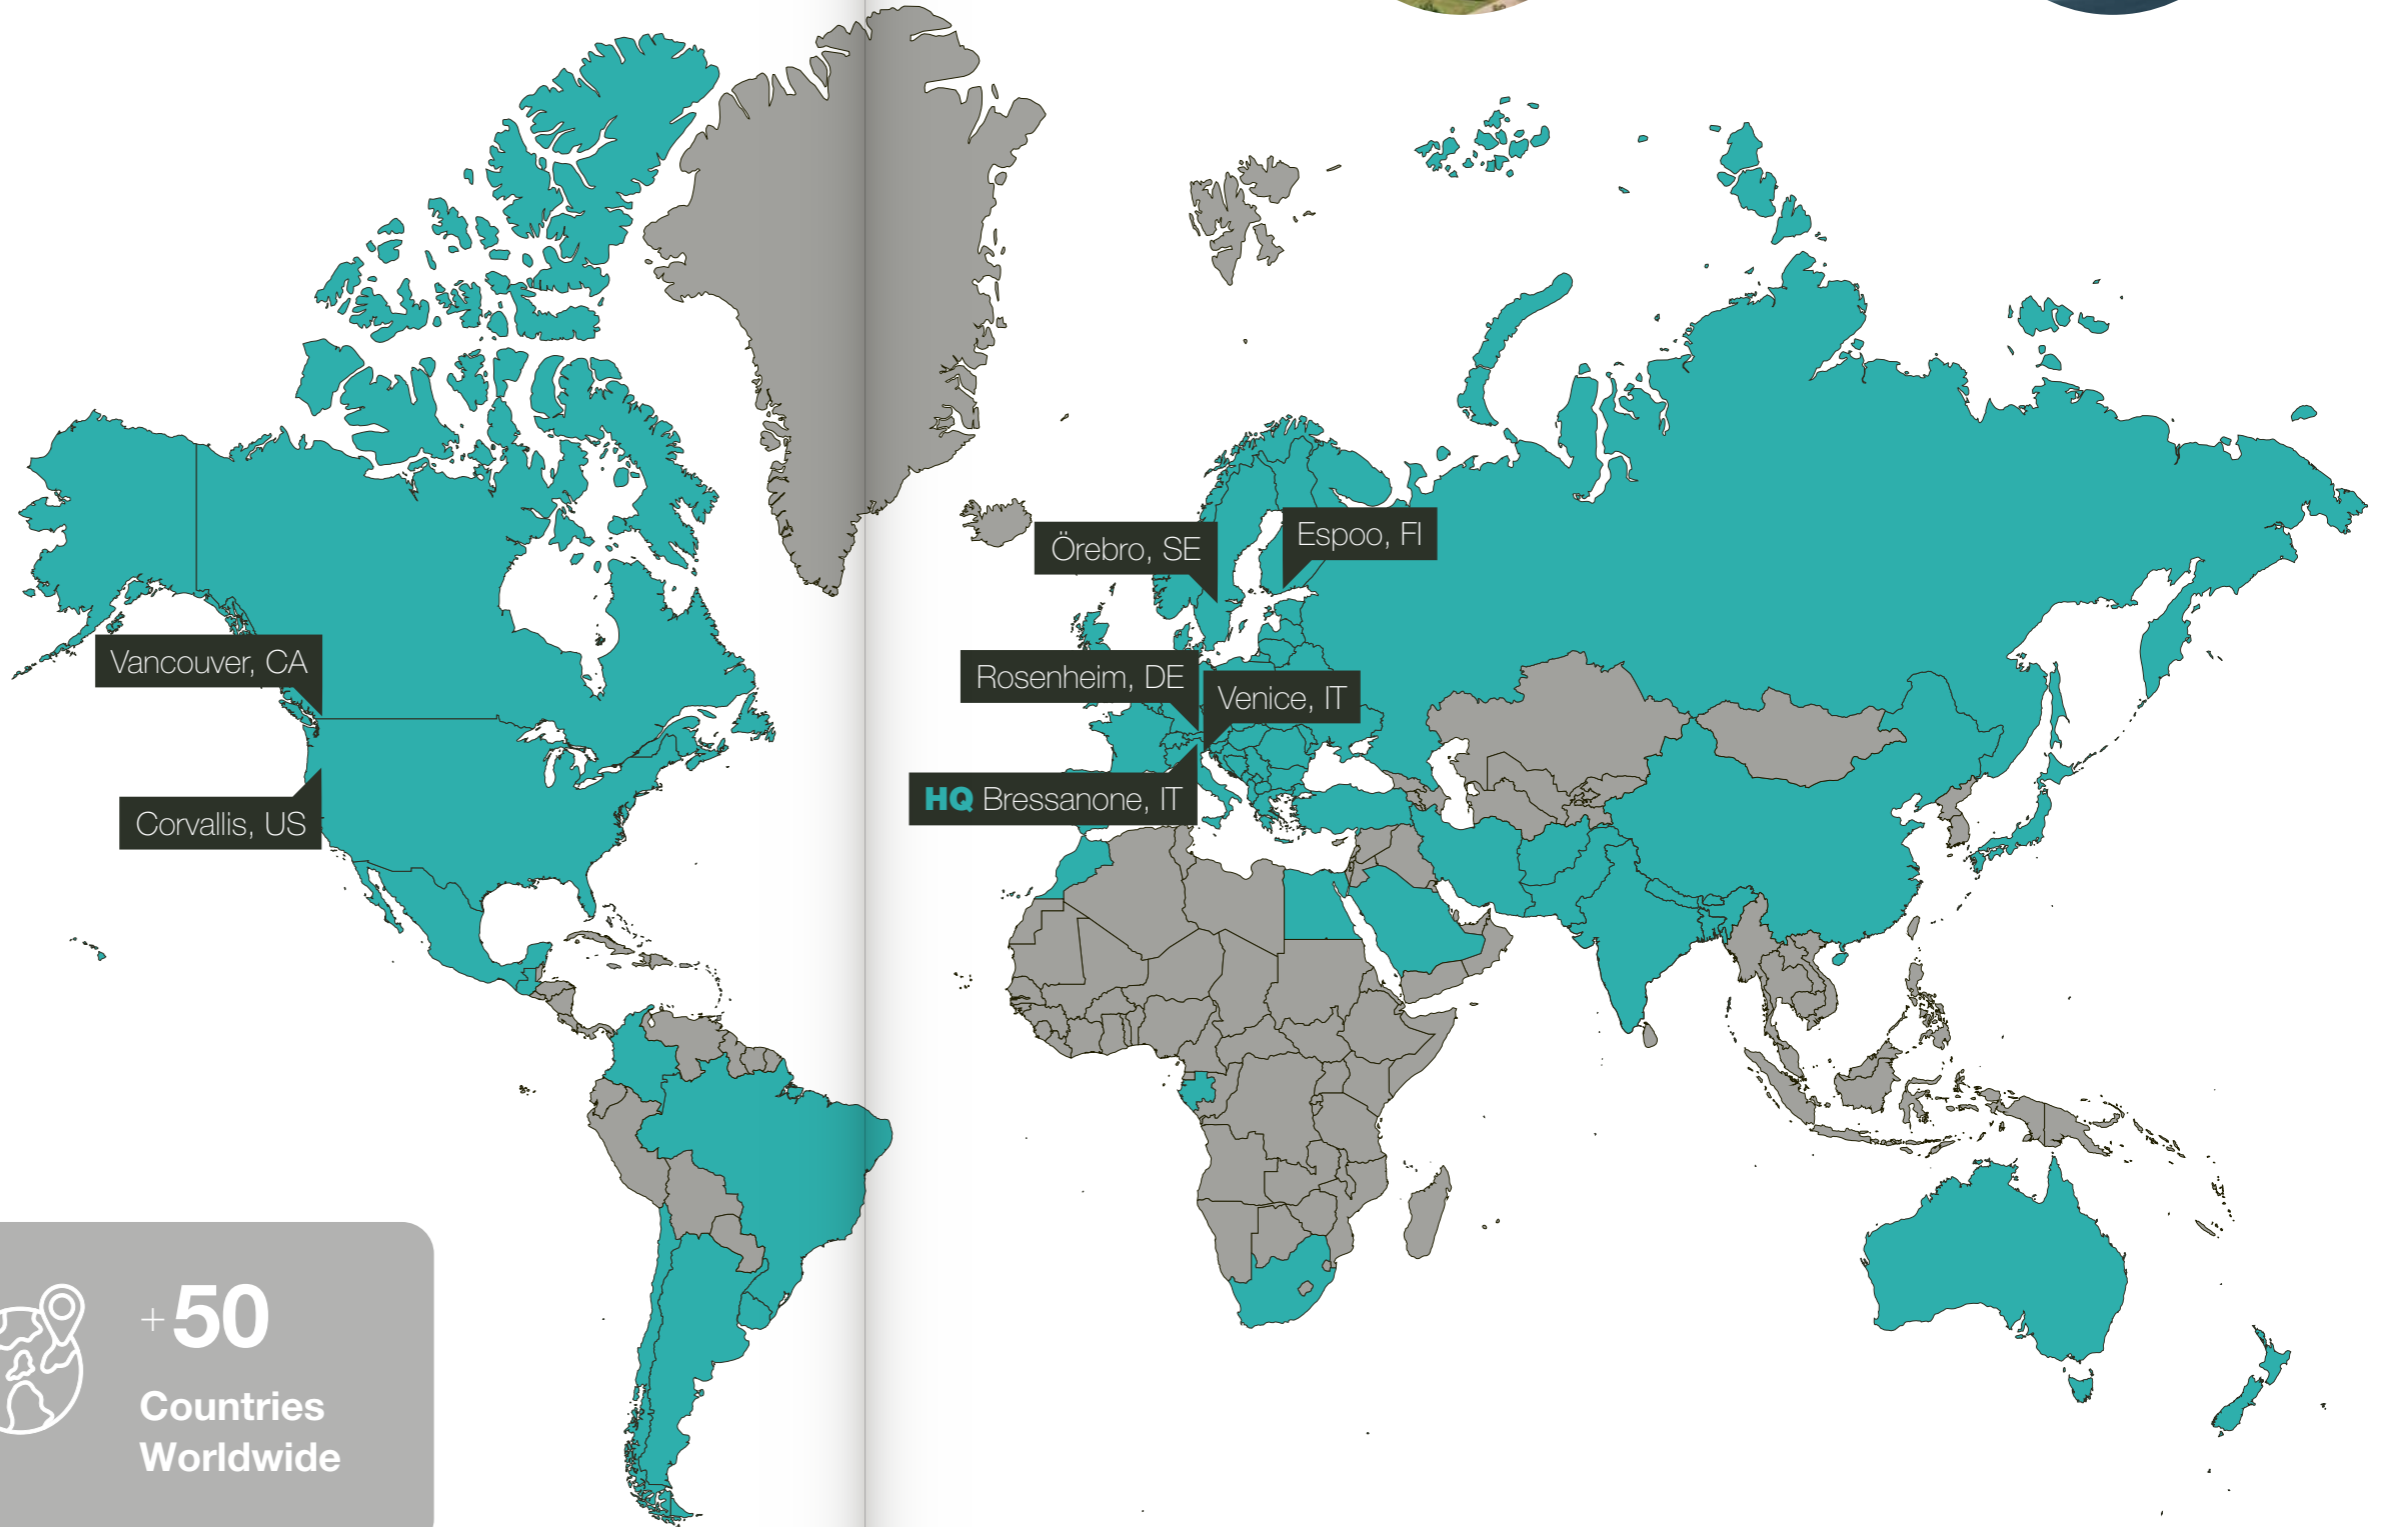 Örebro, SE
Espoo, FI
Vancouver, CA
Rosenheim, DE
Venice, IT
HQ Bressanone, IT
Corvallis, US
+50
Countries
Worldwide